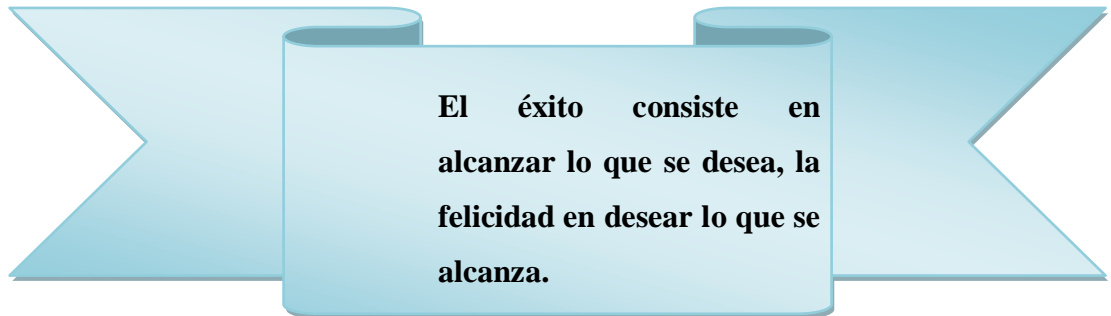 El éxito consiste en
alcanzar lo que se desea, la
felicidad en desear lo que se
alcanza.